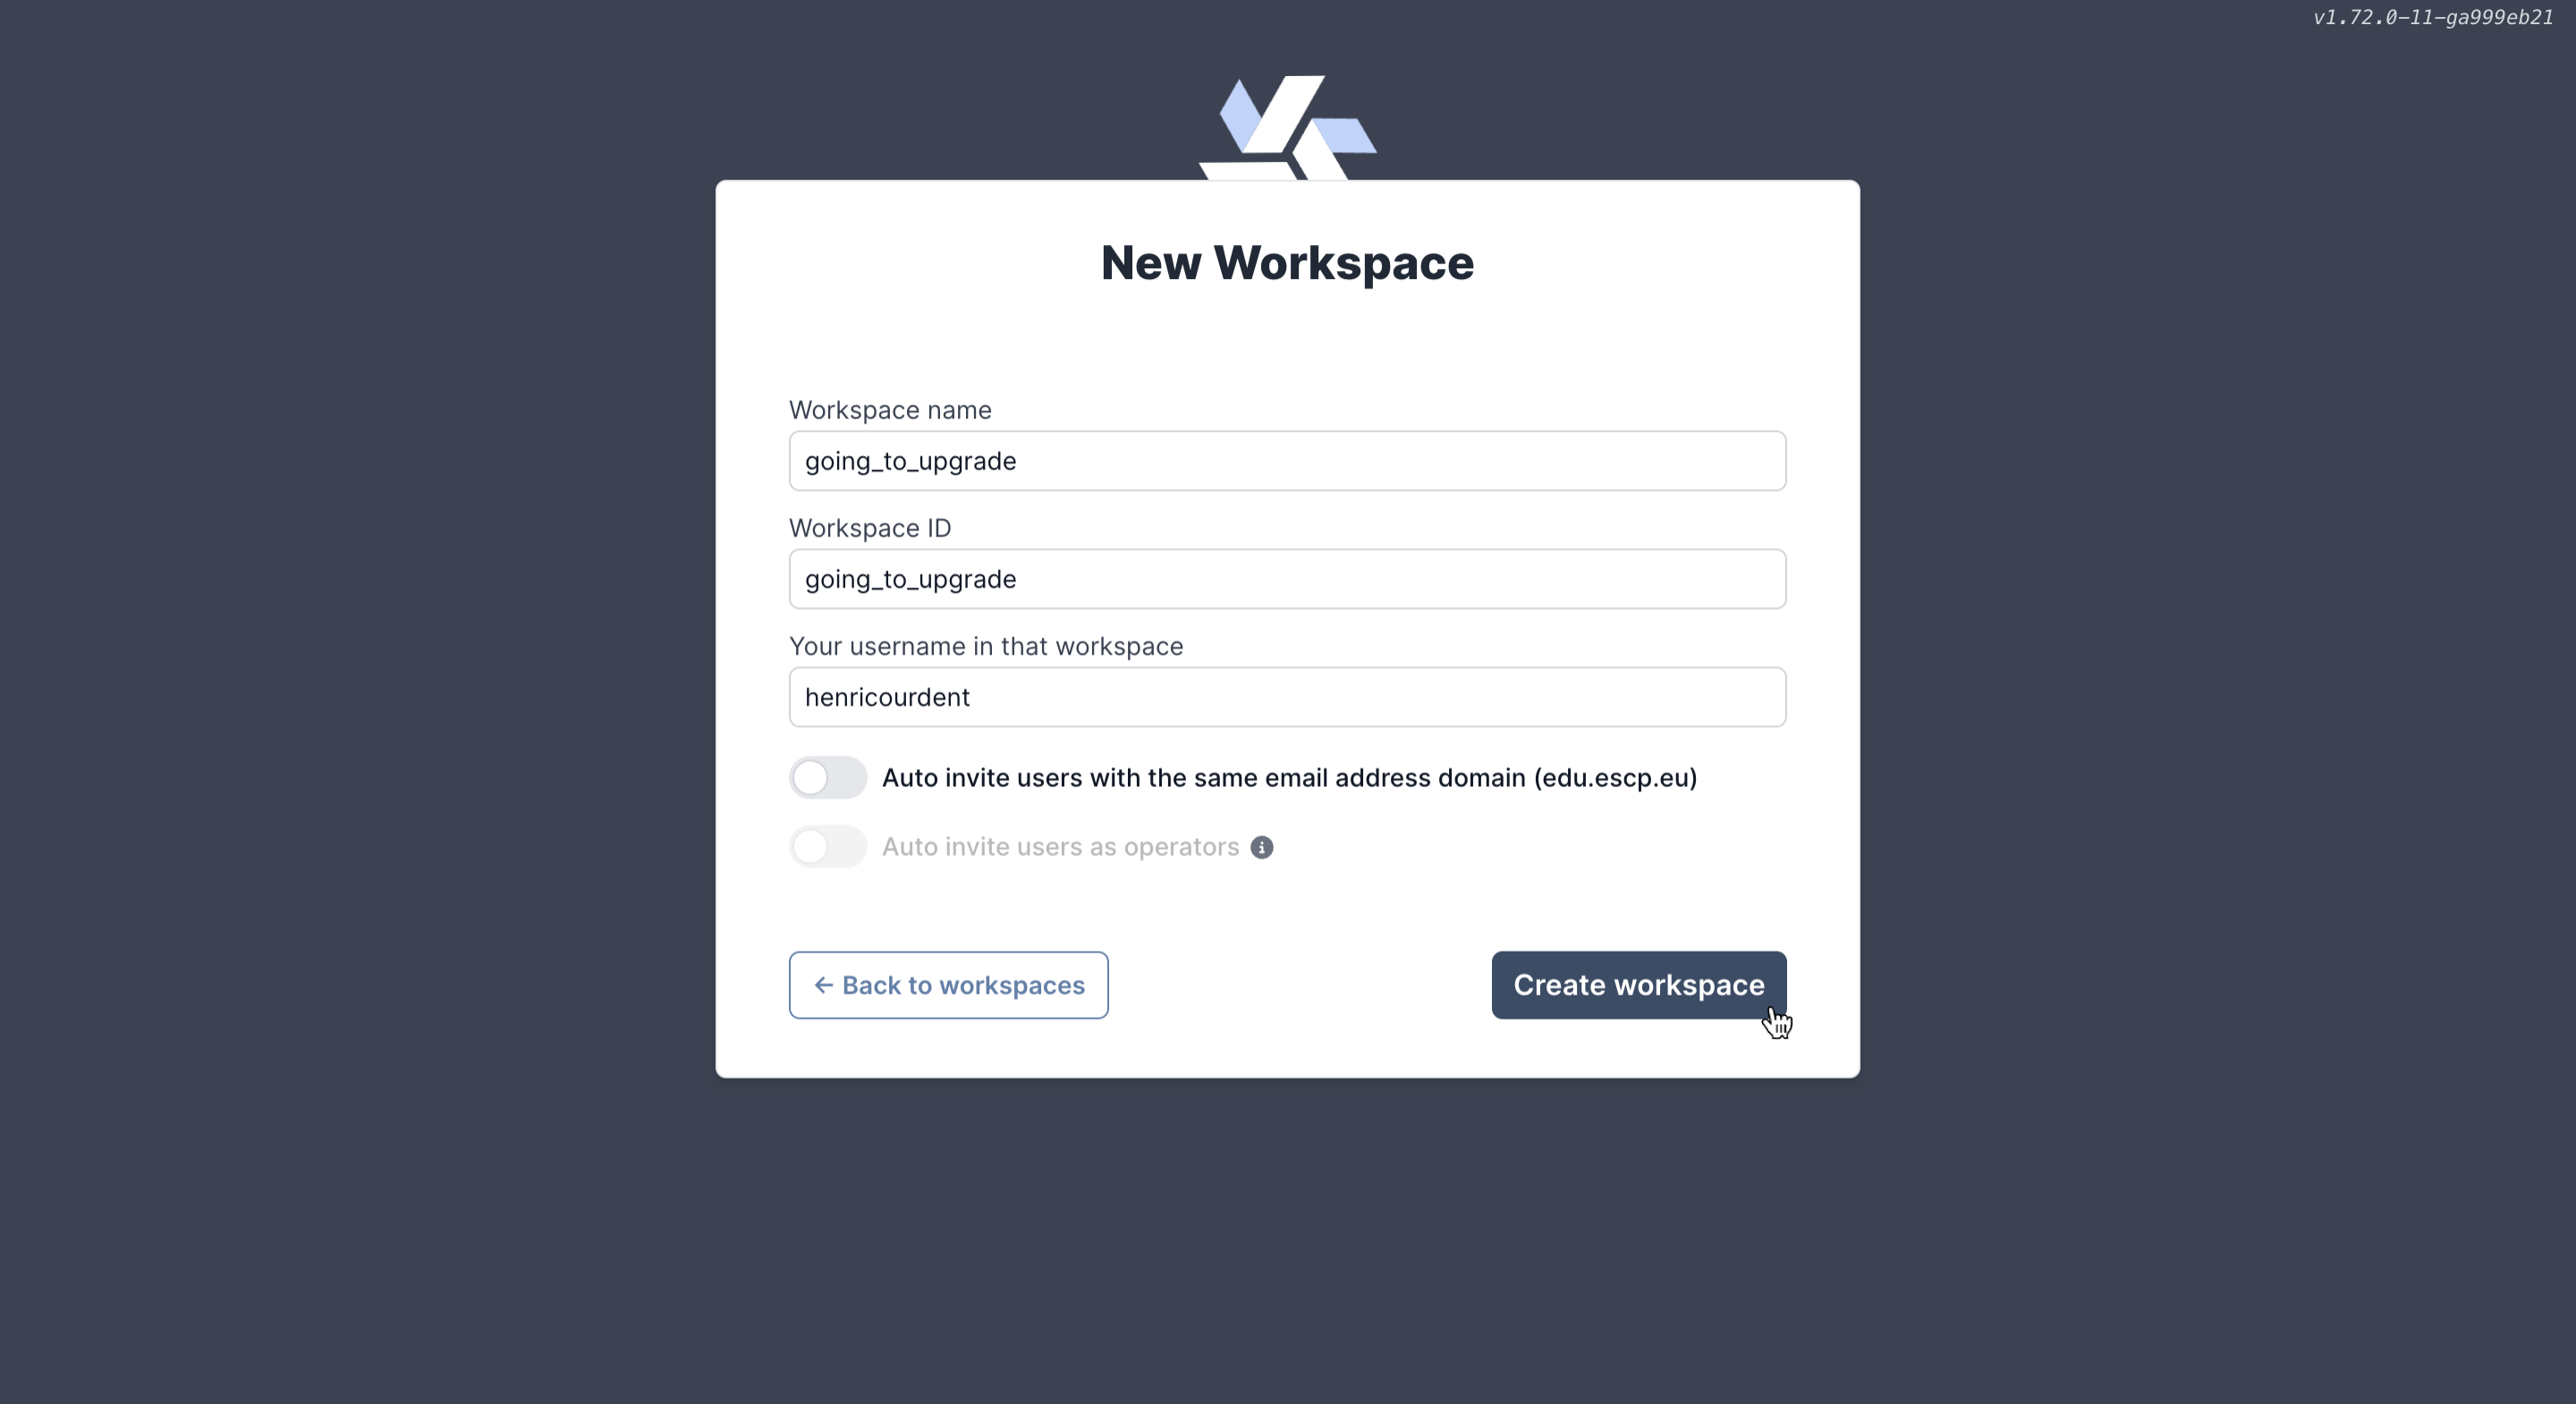 v1.72.0-11-ga999eb21
New Workspace
Workspace name
going_to_upgrade
Workspace ID
going_to_upgrade
Your username in that workspace
henricourdent
Auto invite users with the same email address domain (edu.escp.eu)
Auto invite users as operators
← Back to workspaces
Create workspace